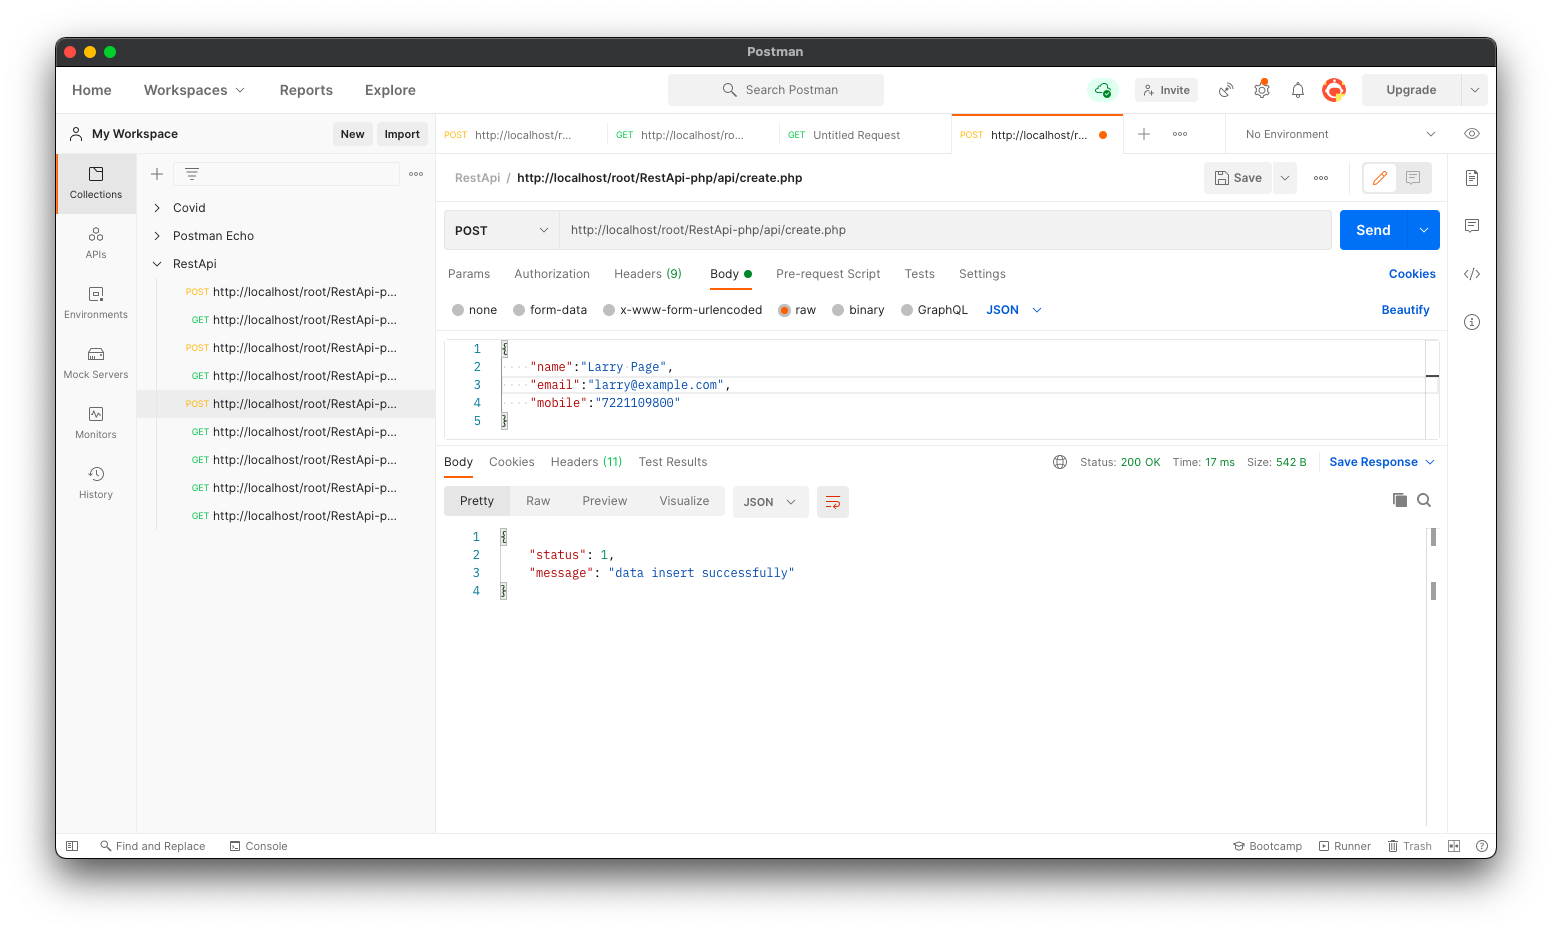 Postman
Home Workspaces Reports Explore Search Postman Invite Upgrade
My Workspace New Import POST http://localhost/r... GET http://localhost/ro... GET Untitled Request POST http://localhost/r... No Environment
Collections
APIs
Environments
Mock Servers
Monitors
History
Covid
Postman Echo
RestApi
POST http://localhost/root/RestApi-p...
GET http://localhost/root/RestApi-p...
POST http://localhost/root/RestApi-p...
GET http://localhost/root/RestApi-p...
POST http://localhost/root/RestApi-p...
GET http://localhost/root/RestApi-p...
GET http://localhost/root/RestApi-p...
GET http://localhost/root/RestApi-p...
GET http://localhost/root/RestApi-p...
RestApi / http://localhost/root/RestApi-php/api/create.php Save
POST http://localhost/root/RestApi-php/api/create.php Send
Params Authorization Headers (9) Body Pre-request Script Tests Settings Cookies
none form-data x-www-form-urlencoded raw binary GraphQL JSON Beautify
1 {
2 "name":"Larry Page",
3 "email":"larry@example.com",
4 "mobile":"7221109800"
5 }
Body Cookies Headers (11) Test Results Status: 200 OK Time: 17 ms Size: 542 B Save Response
Pretty Raw Preview Visualize JSON
1 {
2 "status": 1,
3 "message": "data insert successfully"
4 }
Find and Replace Console Bootcamp Runner Trash